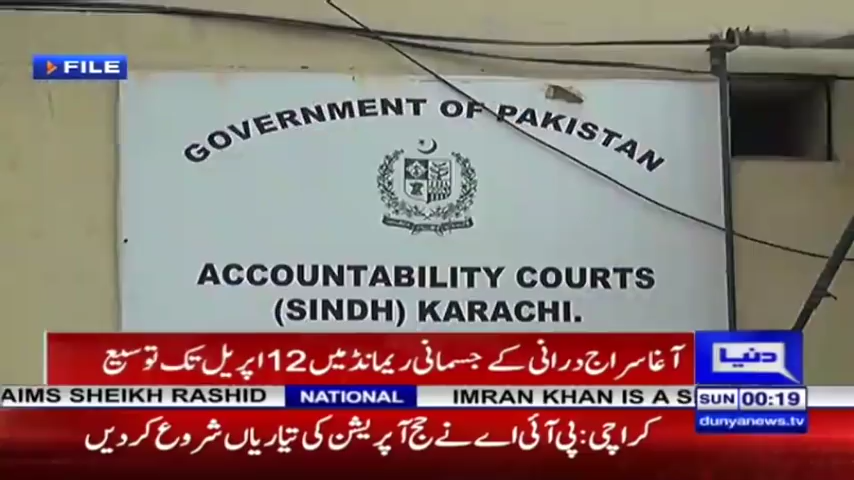 FILE
GOVERNMENT OF PAKISTAN
ACCOUNTABILITY COURTS
(SINDH) KARACHI.
آغا سراج درانی کے جسمانی ریمانڈ میں 12 اپریل تک توسیع
دنیا
AIMS SHEIKH RASHID NATIONAL IMRAN KHAN IS A S
SUN 00:19
dunyanews.tv
کراچی: پی آئی اے نے حج آپریشن کی تیاریاں شروع کردیں